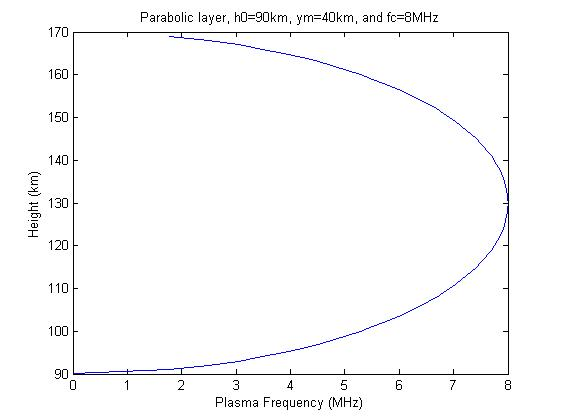 Parabolic layer, h0=90km, ym=40km, and fc=8MHz
170
160
150
140
130
120
110
100
90
Height (km)
0 1 2 3 4 5 6 7 8
Plasma Frequency (MHz)